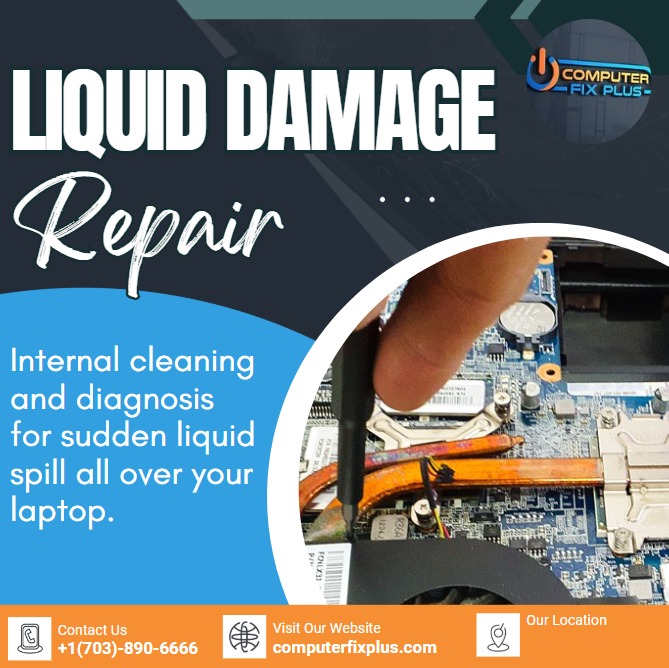 COMPUTER
FIX PLUS
LIQUID DAMAGE
Repair
Internal cleaning
and diagnosis
for sudden liquid
spill all over your
laptop.
Contact Us
+1(703)-890-6666
Visit Our Website
computerfixplus.com
Our Location